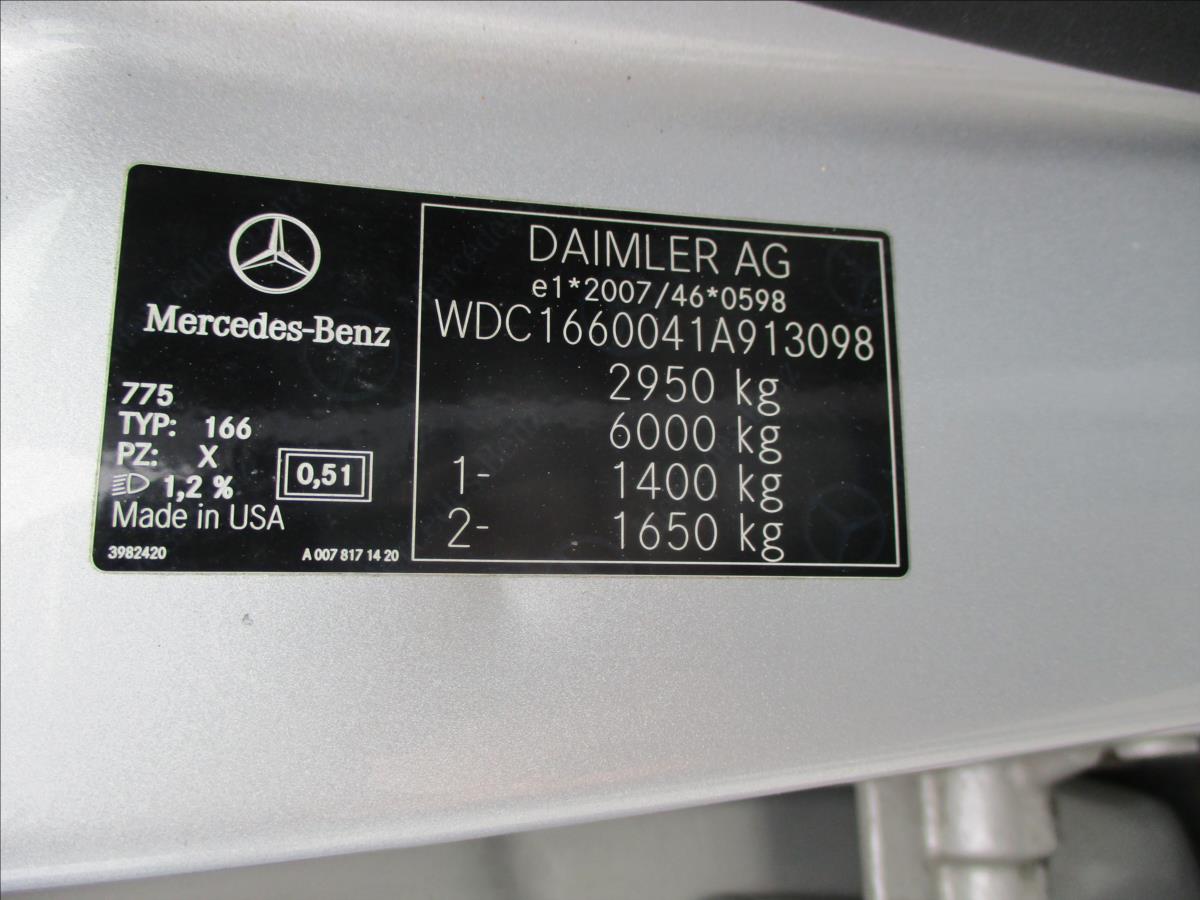 Mercedes-Benz
775
TYP: 166
PZ: X
1,2 %
0,51
Made in USA
3982420
A 007 817 14 20
DAIMLER AG
e1*2007/46*0598
WDC1660041A913098
2950 kg
6000 kg
1- 1400 kg
2- 1650 kg